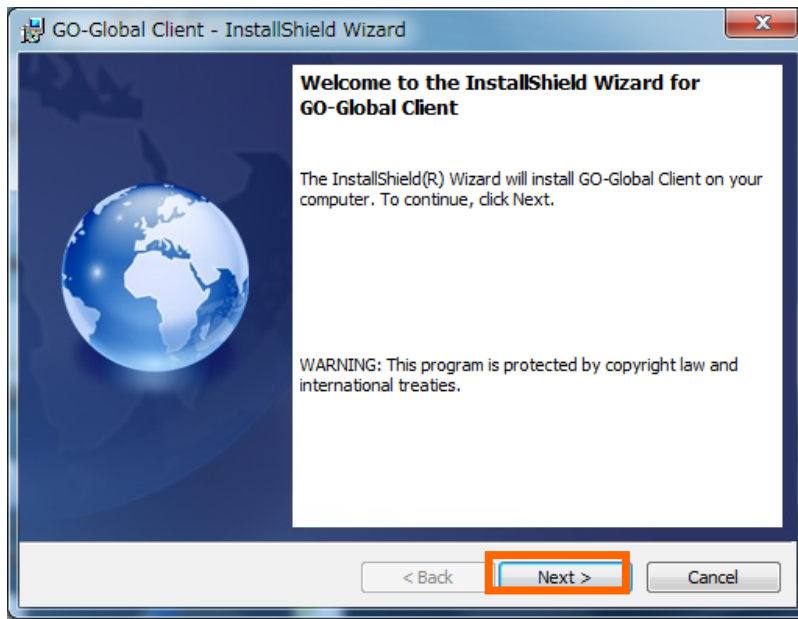 GO-Global Client - InstallShield Wizard
Welcome to the InstallShield Wizard for
GO-Global Client
The InstallShield(R) Wizard will install GO-Global Client on your
computer. To continue, click Next.
WARNING: This program is protected by copyright law and
international treaties.
< Back
Next >
Cancel